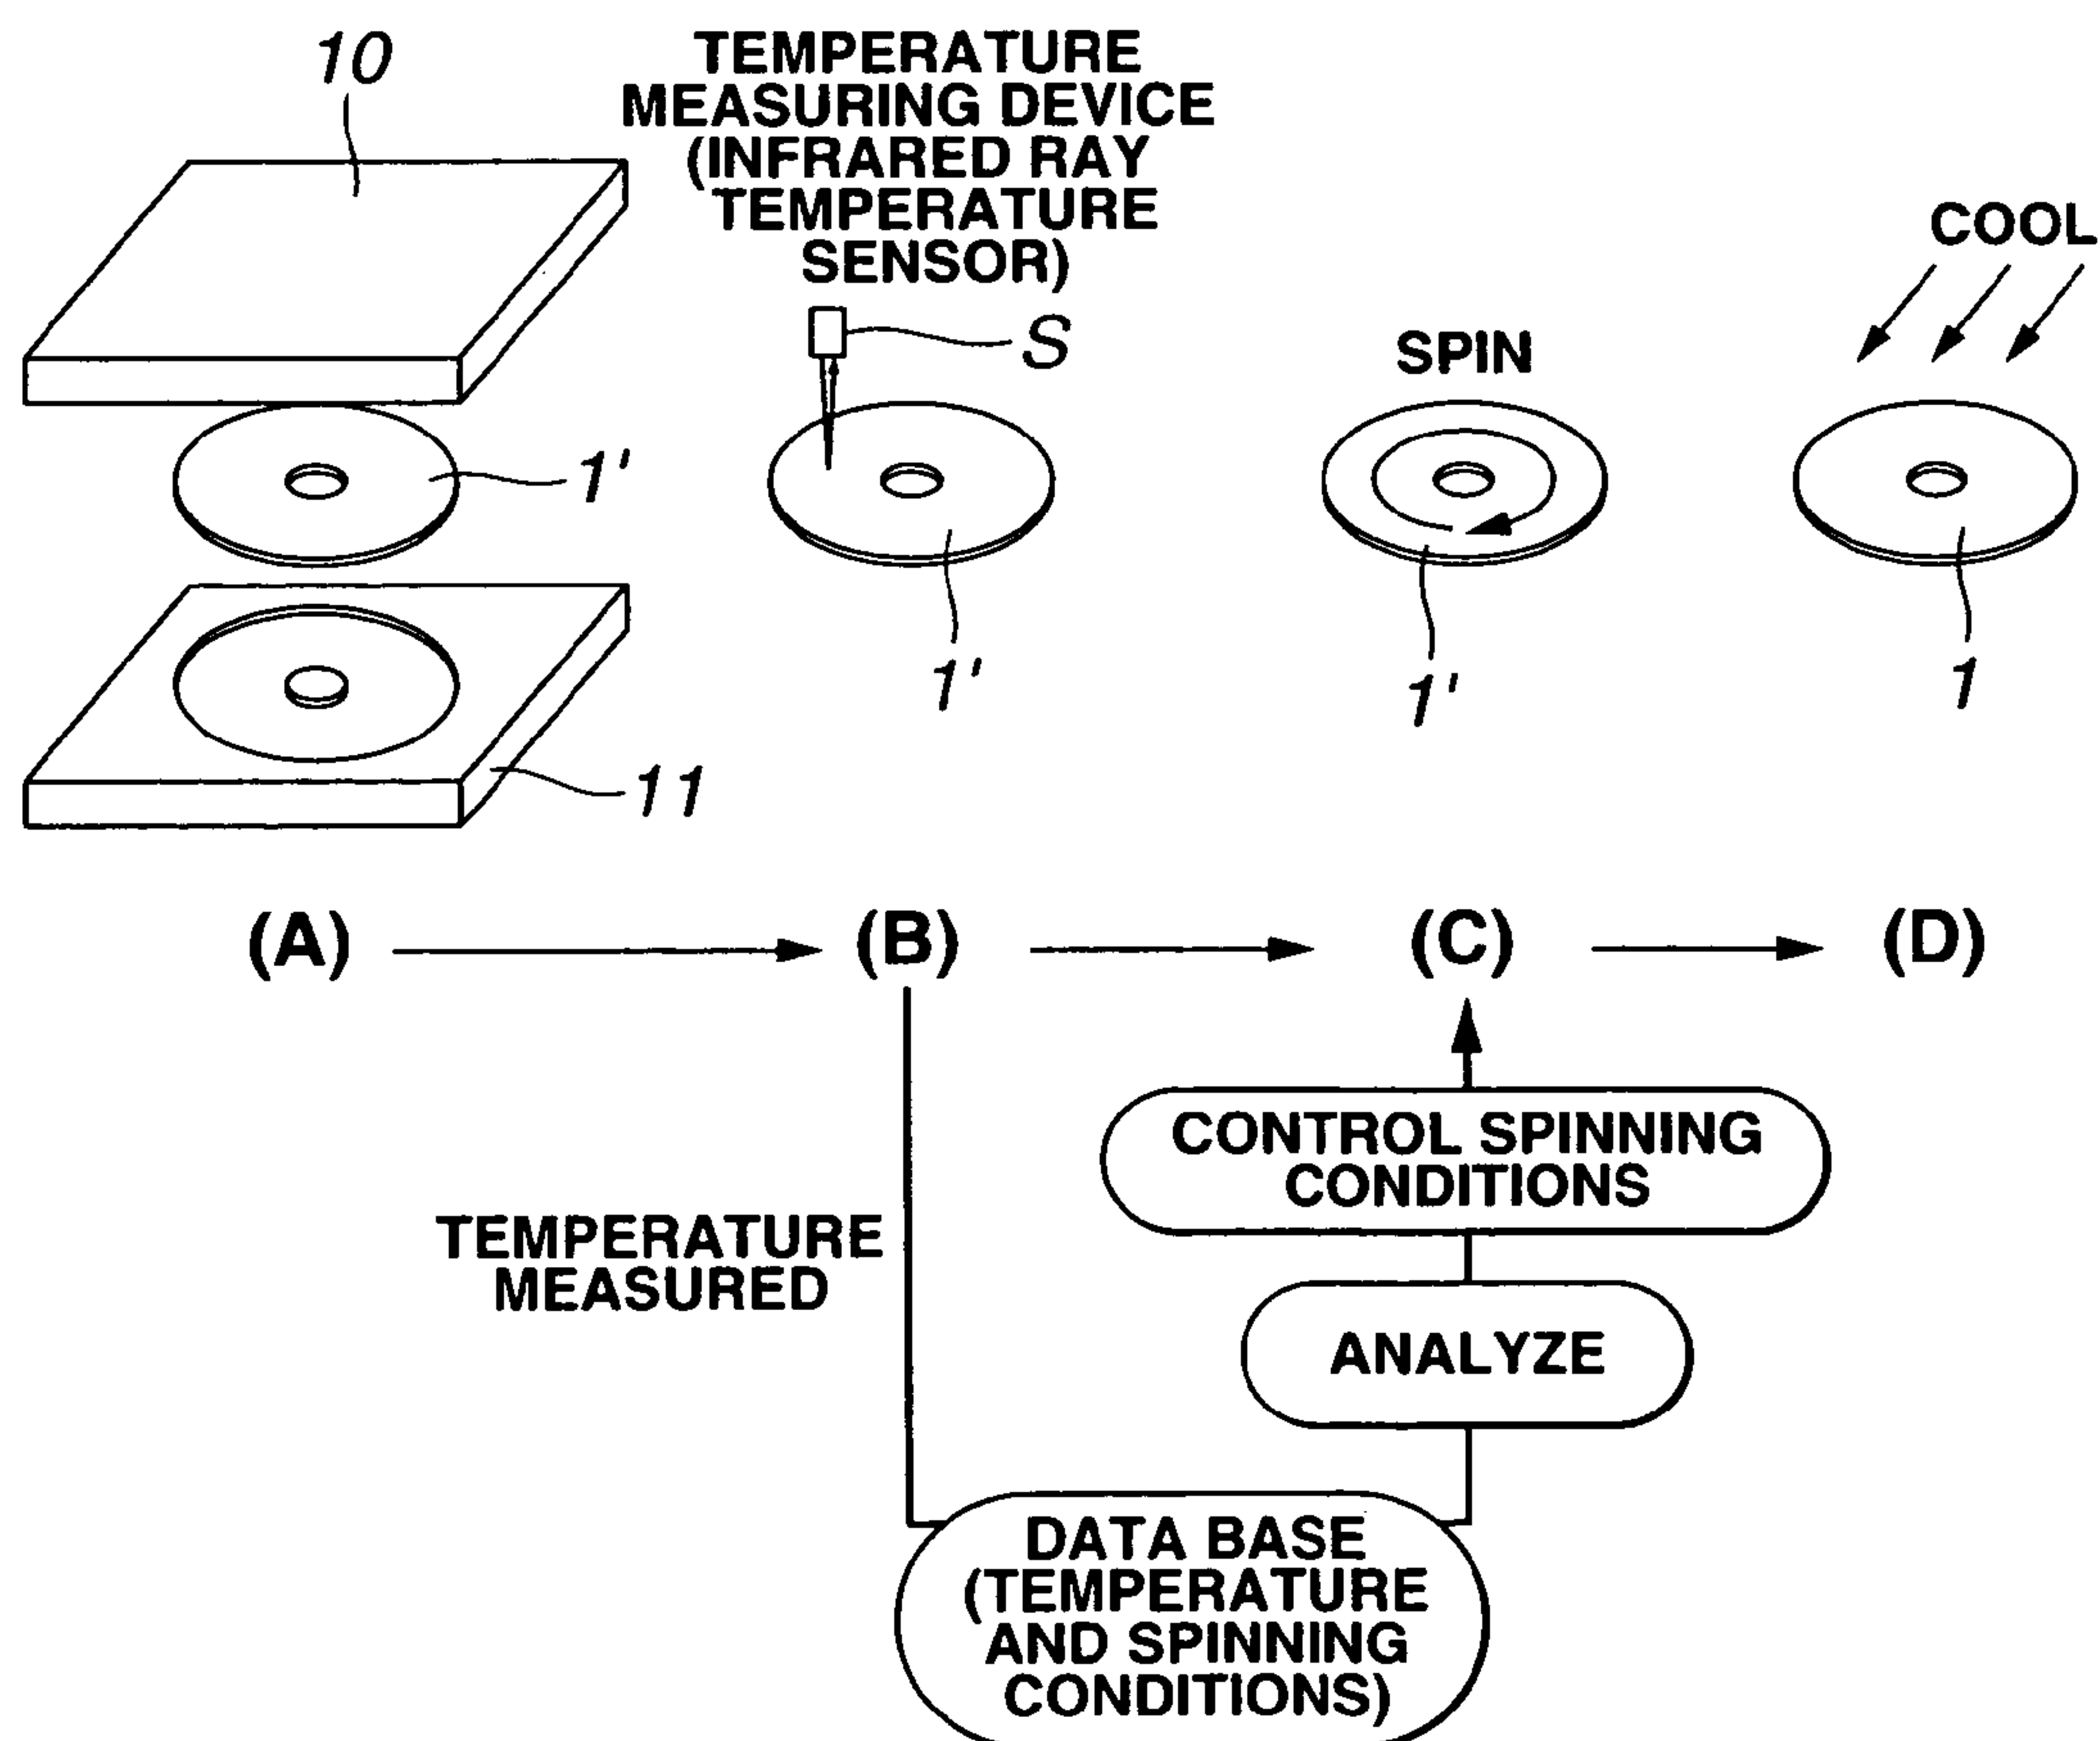 10
TEMPERATURE
MEASURING DEVICE
(INFRARED RAY
TEMPERATURE
SENSOR)
S
1'
11
1'
SPIN
1'
COOL
1
(A)
(B)
(C)
(D)
TEMPERATURE
MEASURED
CONTROL SPINNING
CONDITIONS
ANALYZE
DATA BASE
(TEMPERATURE
AND SPINNING
CONDITIONS)